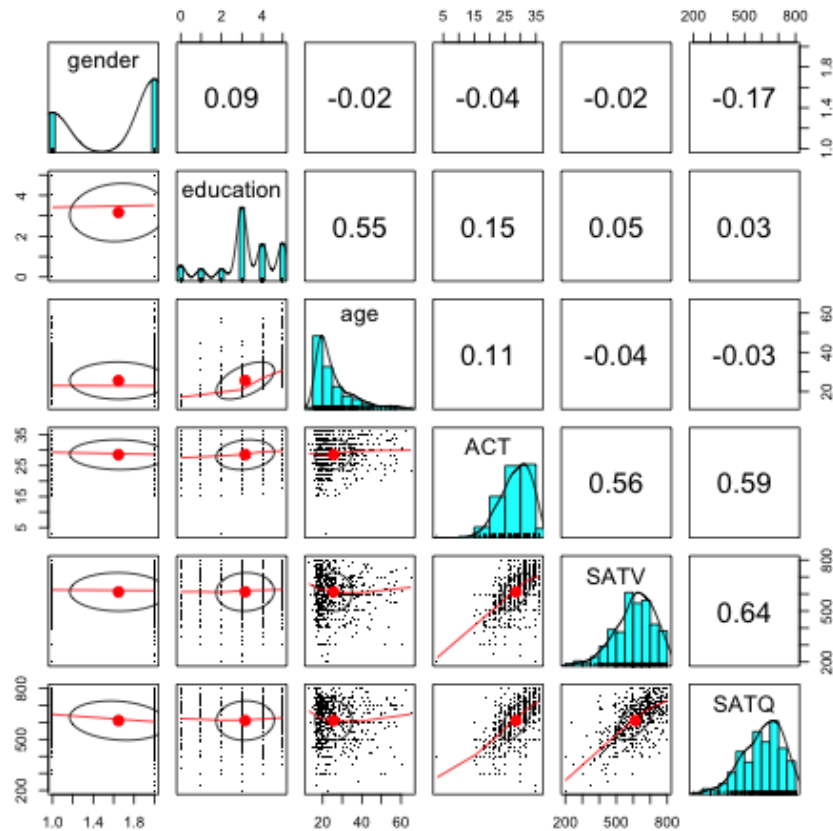 0 2 4 5 15 25 35 200 500 800
gender 0.09 -0.02 -0.04 -0.02 -0.17 1.0 1.4 1.8
0 2 4 education 0.55 0.15 0.05 0.03
age 0.11 -0.04 -0.03 20 40 60
5 15 25 35 ACT 0.56 0.59
SATV 0.64 200 500 800
200 500 800 SATQ
1.0 1.4 1.8 20 40 60 200 500 800